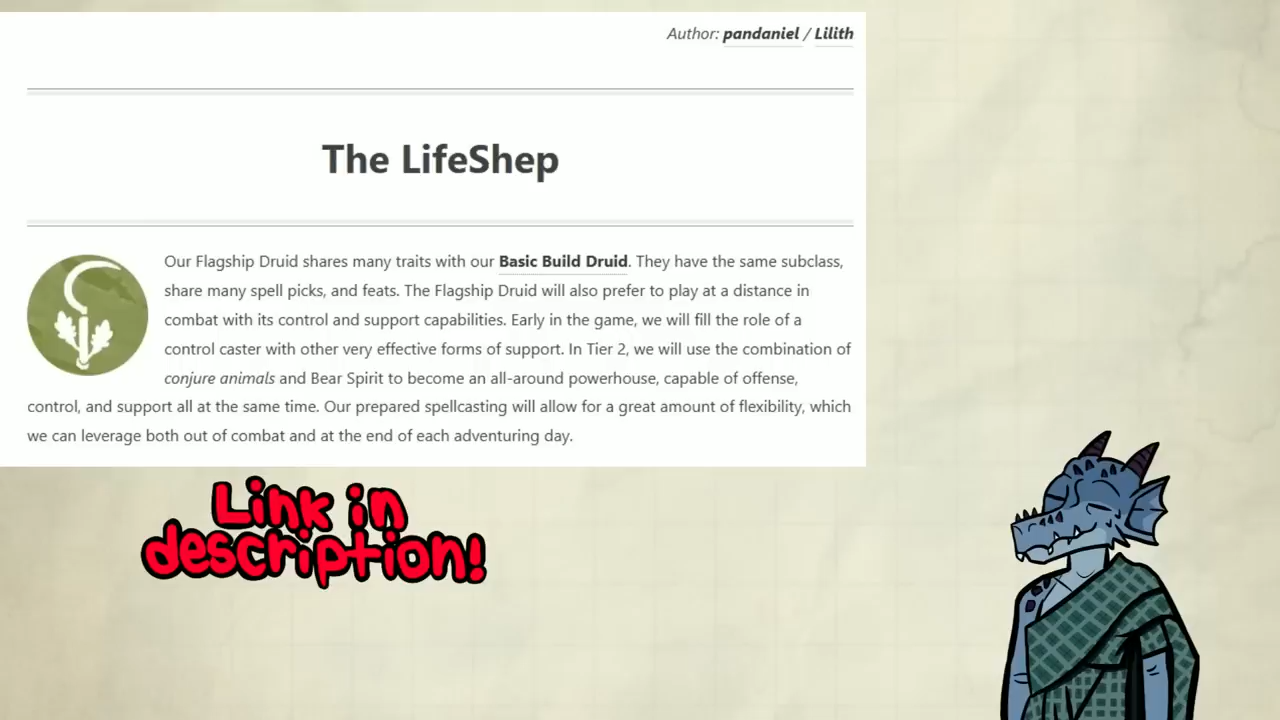 Author: pandaniel / Lilith
The LifeShep
Our Flagship Druid shares many traits with our Basic Build Druid. They have the same subclass,
share many spell picks, and feats. The Flagship Druid will also prefer to play at a distance in
combat with its control and support capabilities. Early in the game, we will fill the role of a
control caster with other very effective forms of support. In Tier 2, we will use the combination of
conjure animals and Bear Spirit to become an all-around powerhouse, capable of offense,
control, and support all at the same time. Our prepared spellcasting will allow for a great amount of flexibility, which
we can leverage both out of combat and at the end of each adventuring day.
Link in
description!